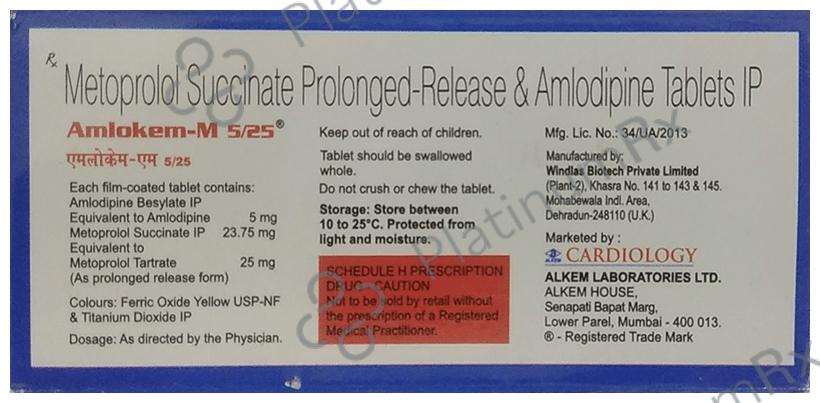 Rx
Metoprolol Succinate Prolonged-Release & Amlodipine Tablets IP
Amlokem-M 5/25®
एमलोकेम-एम 5/25
Each film-coated tablet contains:
Amlodipine Besylate IP
Equivalent to Amlodipine 5 mg
Metoprolol Succinate IP 23.75 mg
Equivalent to
Metoprolol Tartrate 25 mg
(As prolonged release form)
Colours: Ferric Oxide Yellow USP-NF
& Titanium Dioxide IP
Dosage: As directed by the Physician.
Keep out of reach of children.
Tablet should be swallowed
whole.
Do not crush or chew the tablet.
Storage: Store between
10 to 25°C. Protected from
light and moisture.
SCHEDULE H PRESCRIPTION
DRUG - CAUTION
Not to be sold by retail without
the prescription of a Registered
Medical Practitioner.
Mfg. Lic. No.: 34/UA/2013
Manufactured by:
Windlas Biotech Private Limited
(Plant-2), Khasra No. 141 to 143 & 145.
Mohabewala Indl. Area,
Dehradun-248110 (U.K.)
Marketed by :
ALKEM CARDIOLOGY
ALKEM LABORATORIES LTD.
ALKEM HOUSE,
Senapati Bapat Marg,
Lower Parel, Mumbai - 400 013.
® - Registered Trade Mark
PlatinumRx